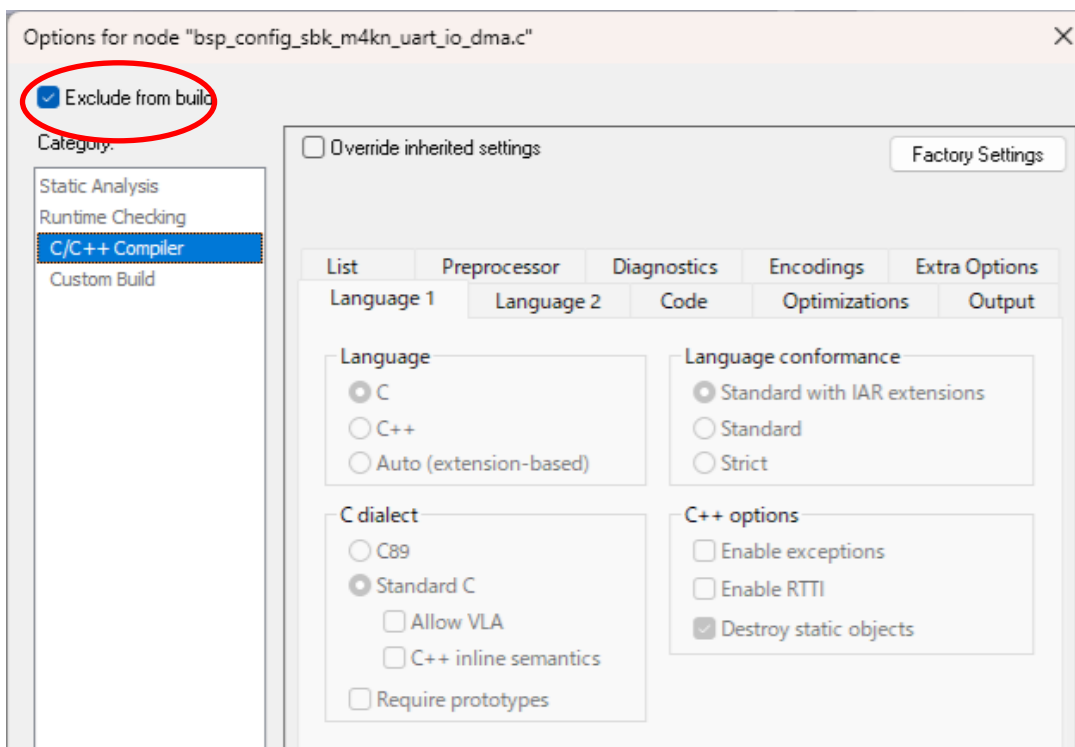 Options for node "bsp_config_sbk_m4kn_uart_io_dma.c"
Exclude from build
Category:
Override inherited settings
Factory Settings
Static Analysis
Runtime Checking
C/C++ Compiler
Custom Build
List Preprocessor Diagnostics Encodings Extra Options
Language 1 Language 2 Code Optimizations Output
Language
C
C++
Auto (extension-based)
Language conformance
Standard with IAR extensions
Standard
Strict
C dialect
C89
Standard C
Allow VLA
C++ inline semantics
Require prototypes
C++ options
Enable exceptions
Enable RTTI
Destroy static objects